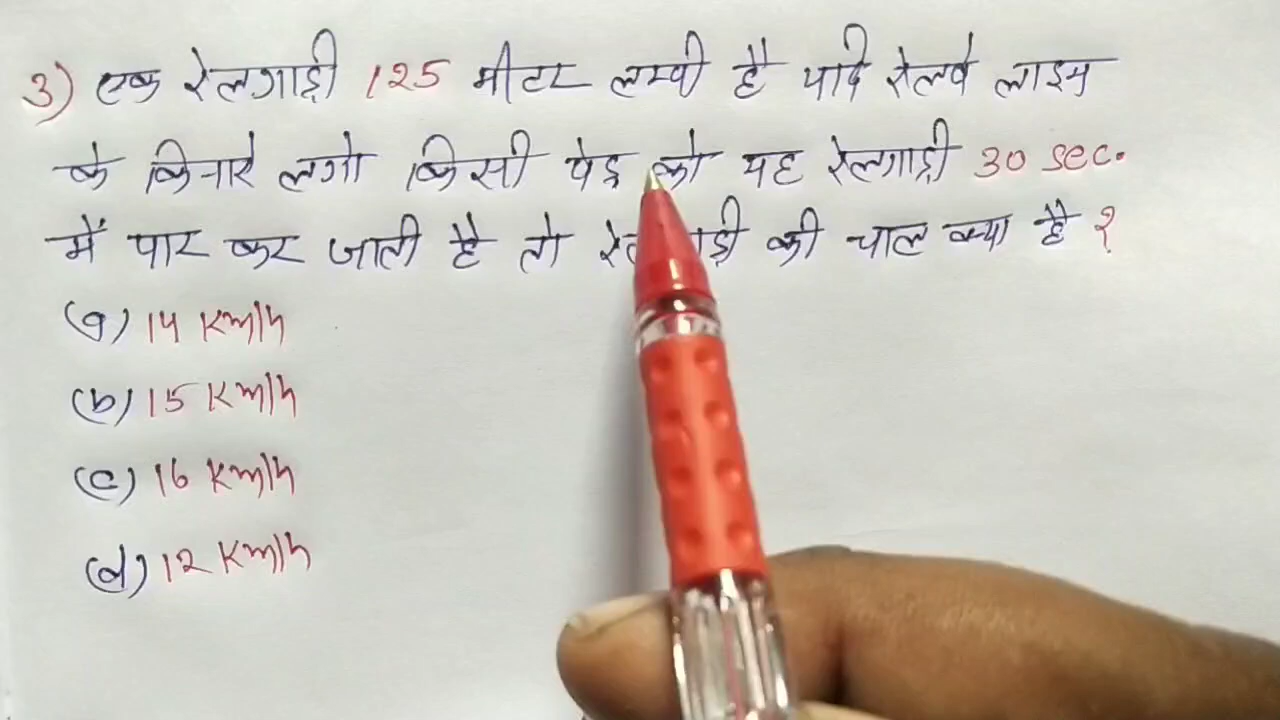 3) एक रेलगाड़ी 125 मीटर लम्बी है यदि रेलवे लाइन
के किनारे लगे किसी पेड़ को यह रेलगाड़ी 30 sec.
में पार कर जाती है तो रेलगाड़ी की चाल क्या है ?
(a) 14 Km/h
(b) 15 Km/h
(c) 16 Km/h
(d) 12 Km/h